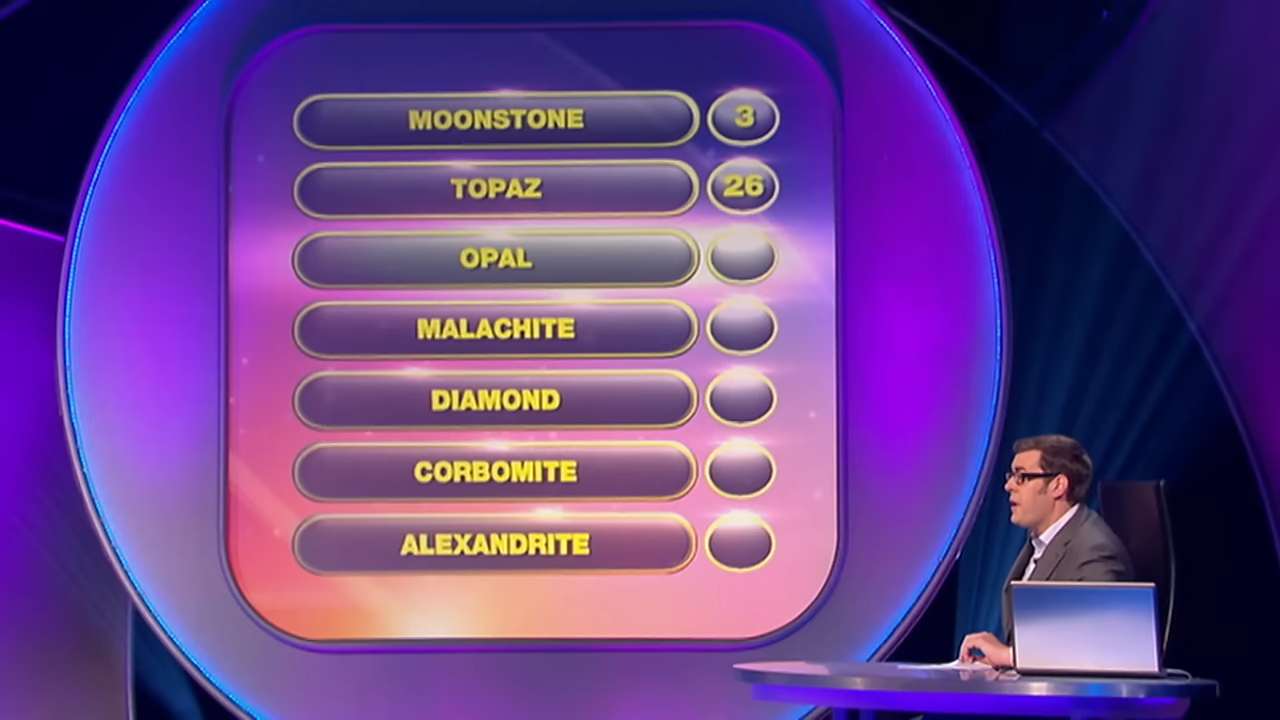 MOONSTONE 3
TOPAZ 26
OPAL
MALACHITE
DIAMOND
CORBOMITE
ALEXANDRITE